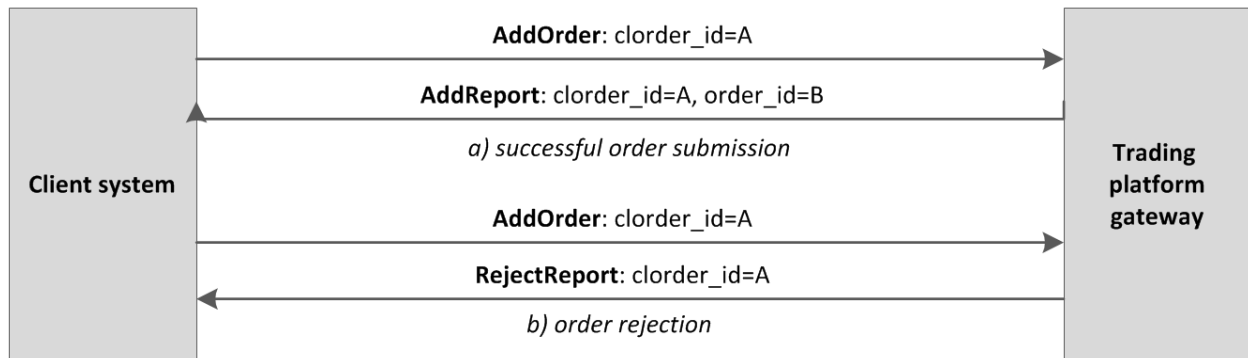 AddOrder: clorder_id=A
AddReport: clorder_id=A, order_id=B
a) successful order submission
Client system
Trading
platform
gateway
AddOrder: clorder_id=A
RejectReport: clorder_id=A
b) order rejection